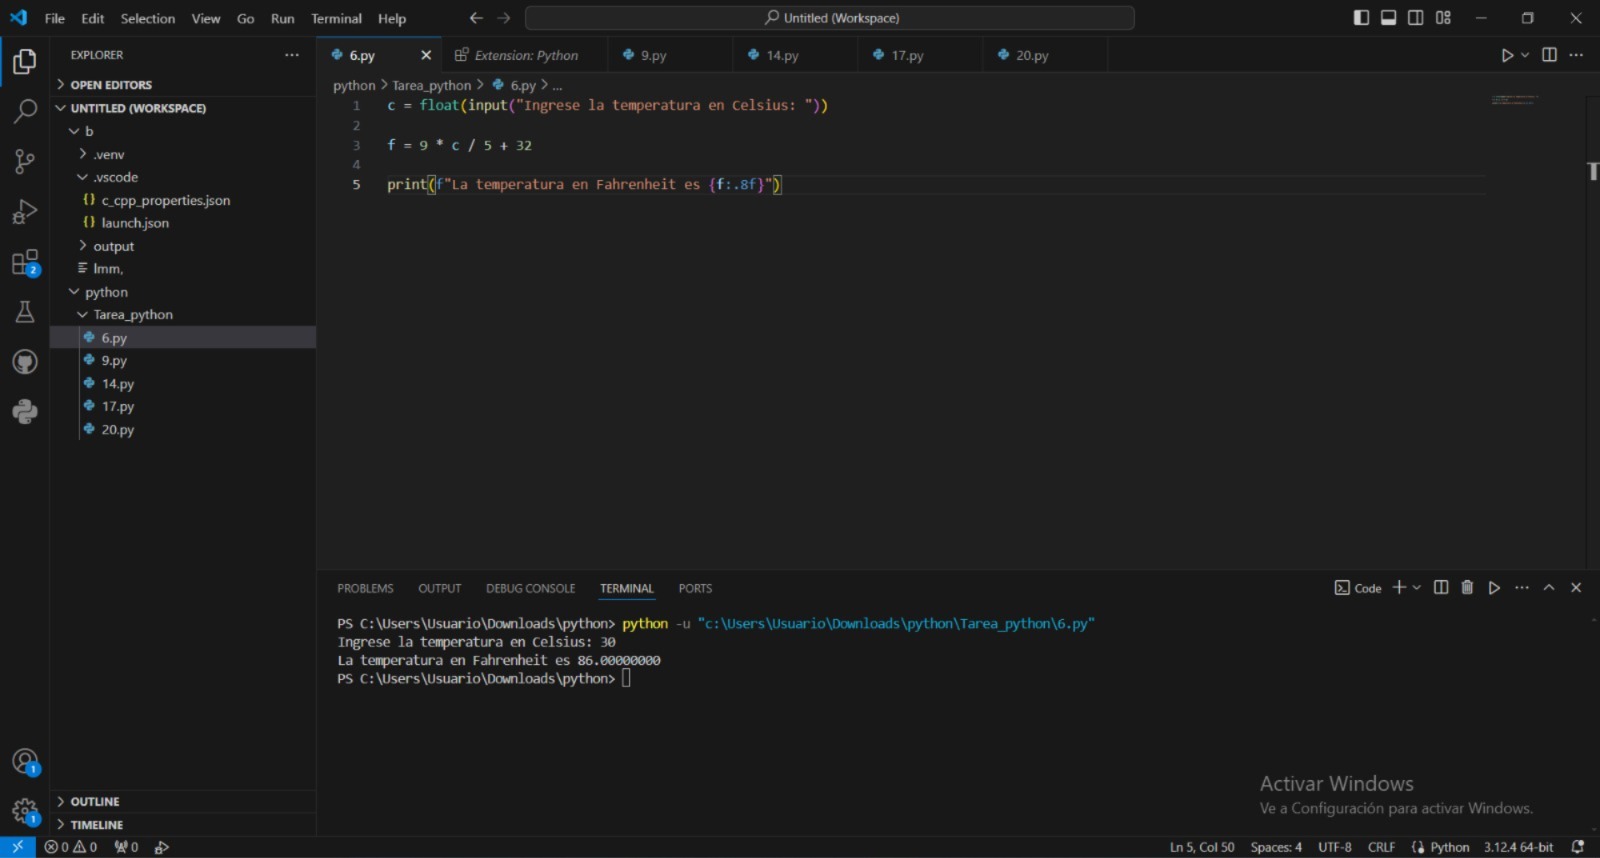 File Edit Selection View Go Run Terminal Help
Untitled (Workspace)
EXPLORER
OPEN EDITORS
UNTITLED (WORKSPACE)
b
.venv
.vscode
{} c_cpp_properties.json
{} launch.json
output
lmm,
python
Tarea_python
6.py
9.py
14.py
17.py
20.py
OUTLINE
TIMELINE
2
1
1
6.py
Extension: Python
9.py
14.py
17.py
20.py
python > Tarea_python > 6.py > ...
1 c = float(input("Ingrese la temperatura en Celsius: "))
2
3 f = 9 * c / 5 + 32
4
5 print(f"La temperatura en Fahrenheit es {f:.8f}")
PROBLEMS OUTPUT DEBUG CONSOLE TERMINAL PORTS
Code
PS C:\Users\Usuario\Downloads\python> python -u "c:\Users\Usuario\Downloads\python\Tarea_python\6.py"
Ingrese la temperatura en Celsius: 30
La temperatura en Fahrenheit es 86.00000000
PS C:\Users\Usuario\Downloads\python>
Activar Windows
Ve a Configuración para activar Windows.
0 0 0
Ln 5, Col 50 Spaces: 4 UTF-8 CRLF Python 3.12.4 64-bit